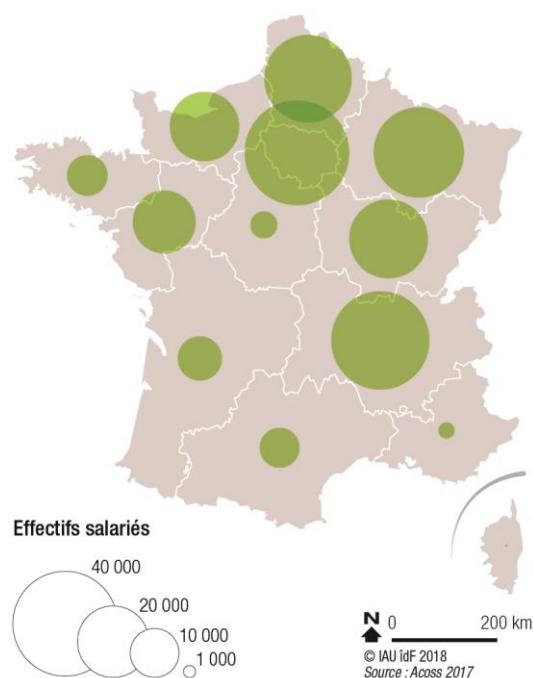 Effectifs salariés
40 000
20 000
10 000
1 000
N 0 200 km
© IAU îdF 2018
Source : Acoss 2017